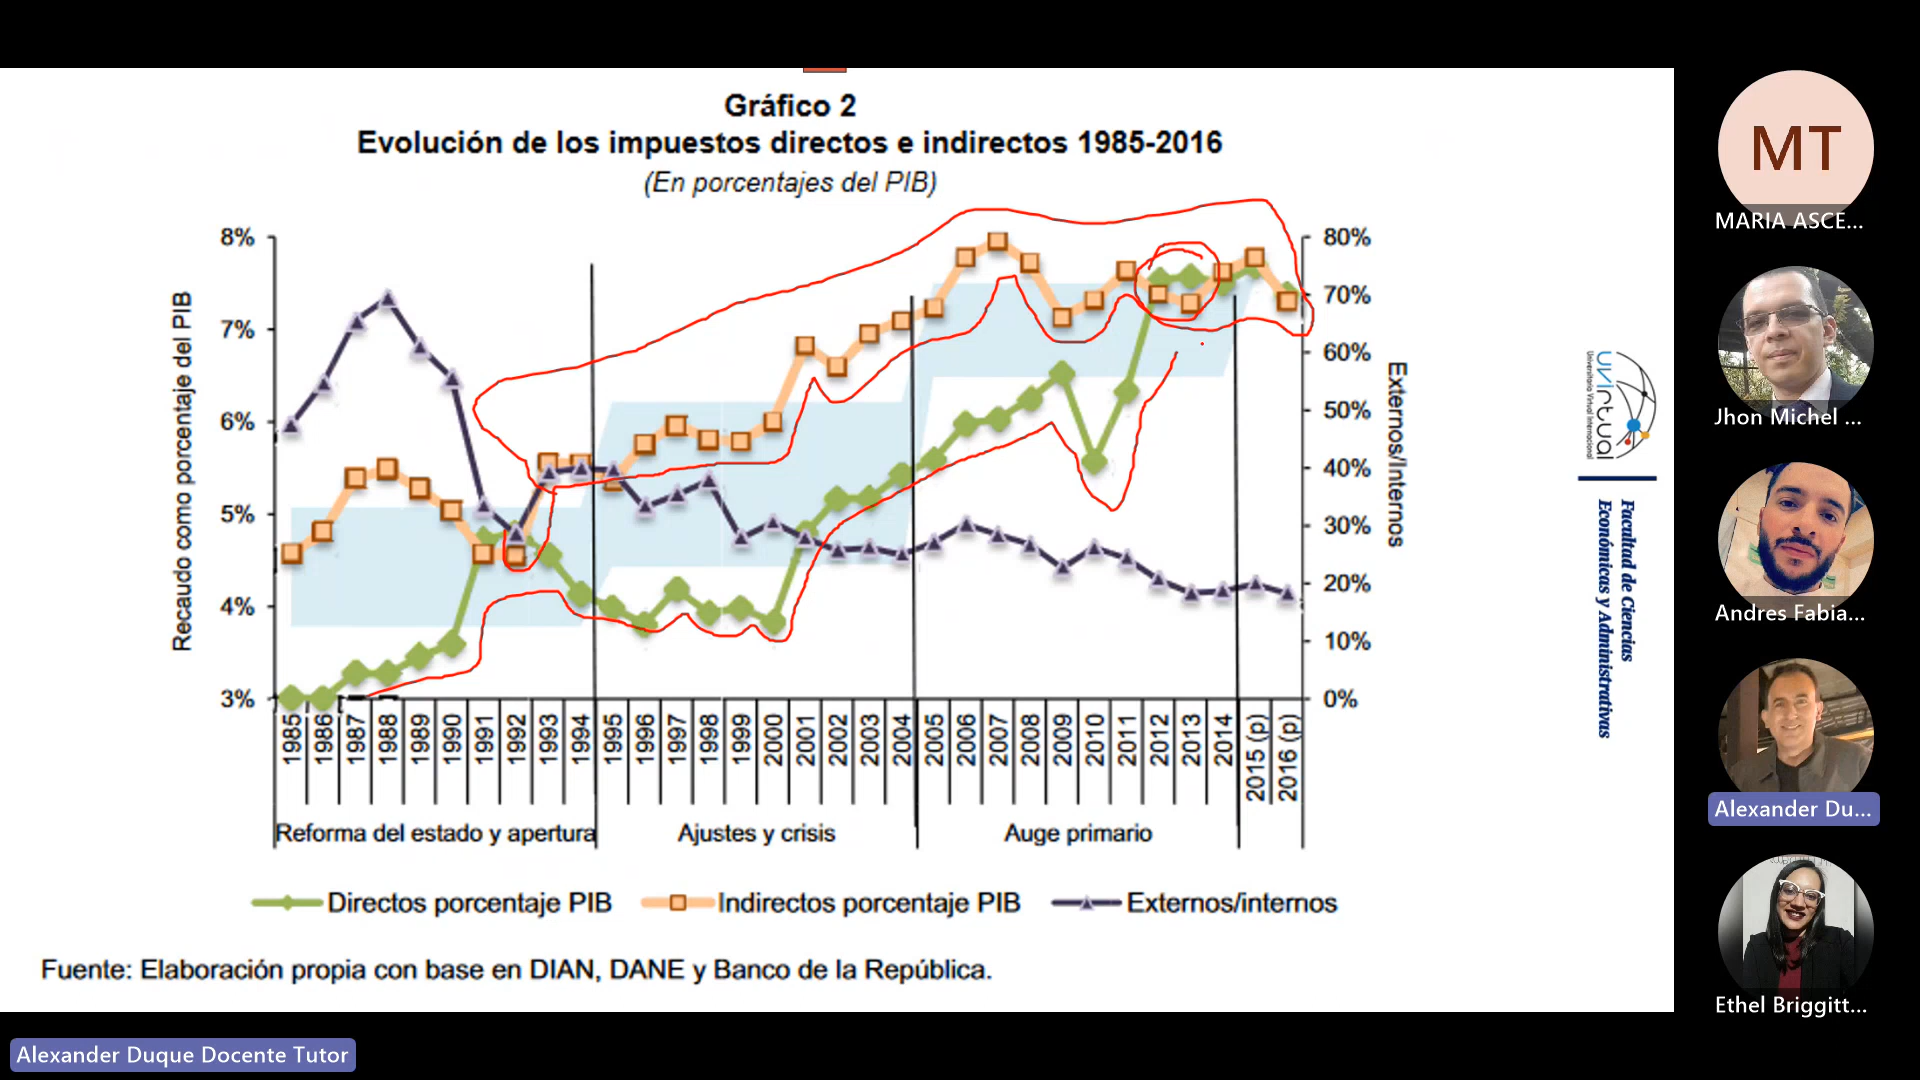 Gráfico 2
Evolución de los impuestos directos e indirectos 1985-2016
(En porcentajes del PIB)
Recaudo como porcentaje del PIB
8%
7%
6%
5%
4%
3%
80%
70%
60%
50%
40%
30%
20%
10%
0%
Externos/Internos
1985
1986
1987
1988
1989
1990
1991
1992
1993
1994
1995
1996
1997
1998
1999
2000
2001
2002
2003
2004
2005
2006
2007
2008
2009
2010
2011
2012
2013
2014
2015 (p)
2016 (p)
Reforma del estado y apertura
Ajustes y crisis
Auge primario
Directos porcentaje PIB
Indirectos porcentaje PIB
Externos/internos
Fuente: Elaboración propia con base en DIAN, DANE y Banco de la República.
uvirtual
Universitaria Virtual Internacional
Facultad de Ciencias
Económicas y Administrativas
MT
MARIA ASCE...
Jhon Michel ...
Andres Fabia...
Alexander Du...
Ethel Briggitt...
Alexander Duque Docente Tutor